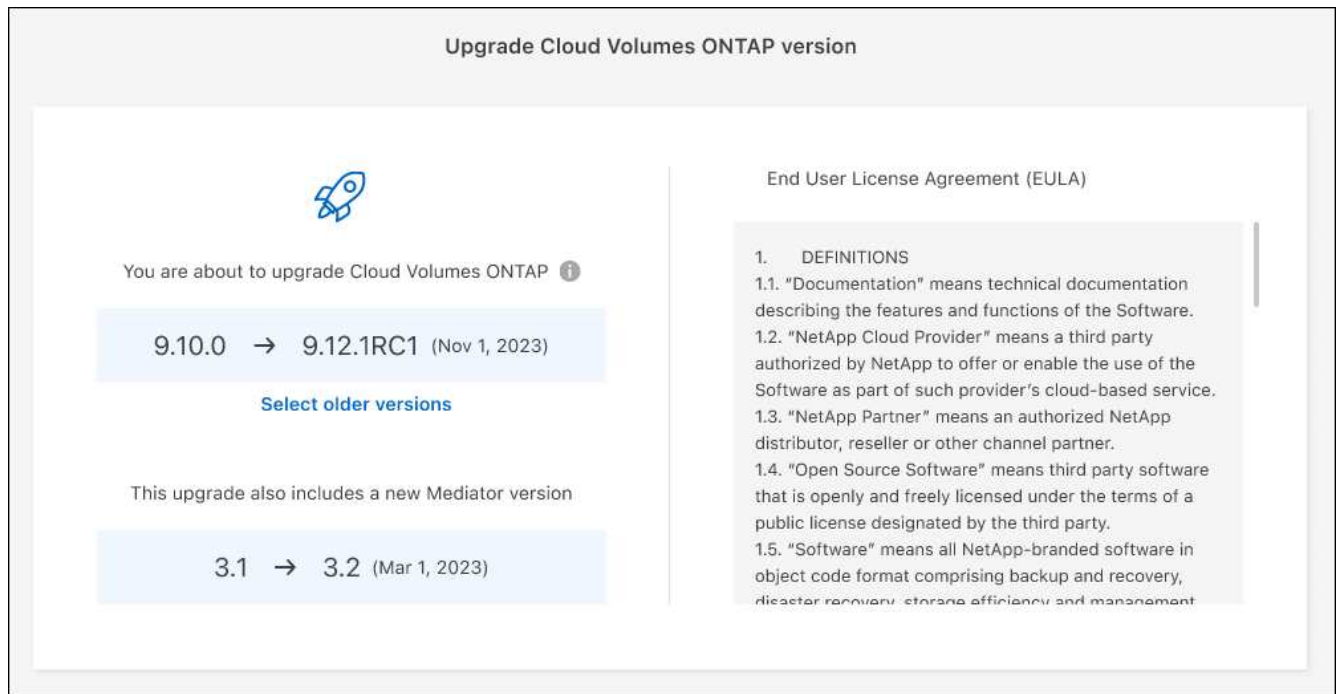 Upgrade Cloud Volumes ONTAP version
You are about to upgrade Cloud Volumes ONTAP
9.10.0 → 9.12.1RC1 (Nov 1, 2023)
Select older versions
This upgrade also includes a new Mediator version
3.1 → 3.2 (Mar 1, 2023)
End User License Agreement (EULA)
1. DEFINITIONS
1.1. “Documentation” means technical documentation
describing the features and functions of the Software.
1.2. “NetApp Cloud Provider” means a third party
authorized by NetApp to offer or enable the use of the
Software as part of such provider’s cloud-based service.
1.3. “NetApp Partner” means an authorized NetApp
distributor, reseller or other channel partner.
1.4. “Open Source Software” means third party software
that is openly and freely licensed under the terms of a
public license designated by the third party.
1.5. “Software” means all NetApp-branded software in
object code format comprising backup and recovery,
disaster recovery, storage efficiency and management